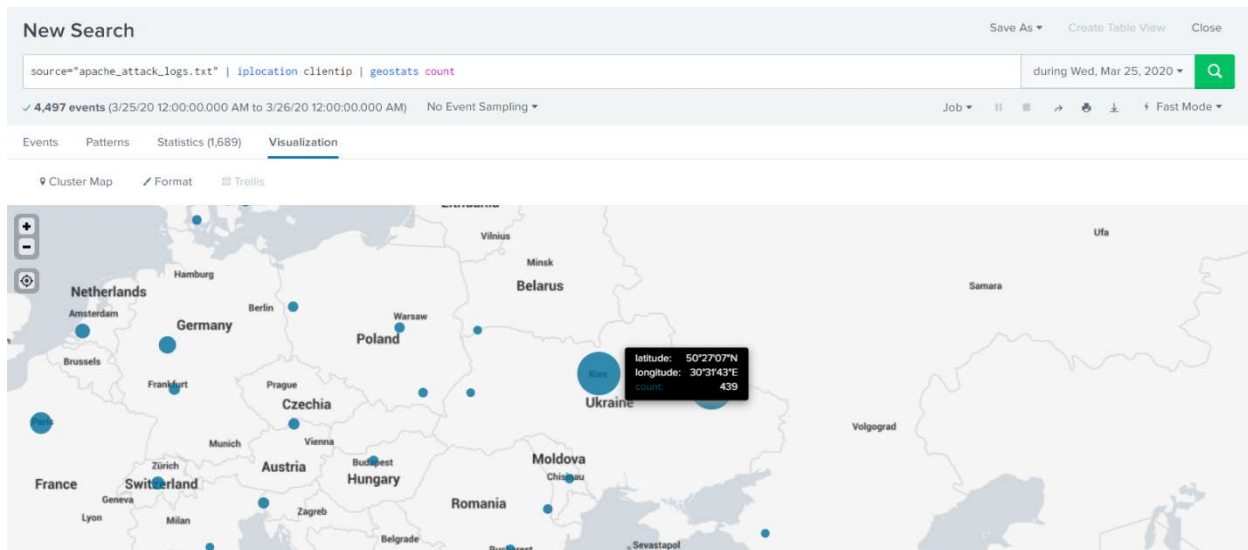 New Search
Save As ▾ Create Table View Close
source="apache_attack_logs.txt" | iplocation clientip | geostats count
during Wed, Mar 25, 2020 ▾
✓ 4,497 events (3/25/20 12:00:00.000 AM to 3/26/20 12:00:00.000 AM) No Event Sampling ▾
Job ▾ Fast Mode ▾
Events Patterns Statistics (1,689) Visualization
Cluster Map Format Trellis
+
-
Vilnius
Ufa
Minsk
Hamburg
Belarus
Samara
Netherlands
Amsterdam
Berlin
Warsaw
Germany
Poland
latitude: 50°27'07"N
longitude: 30°31'43"E
count: 439
Brussels
Kiev
Frankfurt
Prague
Czechia
Ukraine
Paris
Volgograd
Munich
Vienna
Moldova
Zürich
Austria
Budapest
Chisinau
France
Switzerland
Hungary
Geneva
Romania
Lyon
Milan
Zagreb
Belgrade
Bucharest
Sevastapol